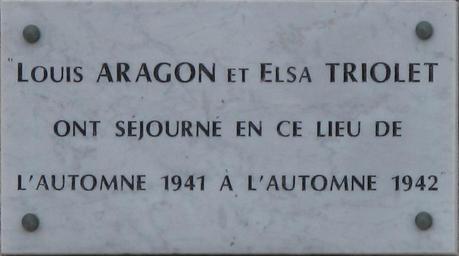 Louis ARAGON ET Elsa TRIOLET
ONT SÉJOURNÉ EN CE LIEU DE
L'AUTOMNE 1941 À L'AUTOMNE 1942